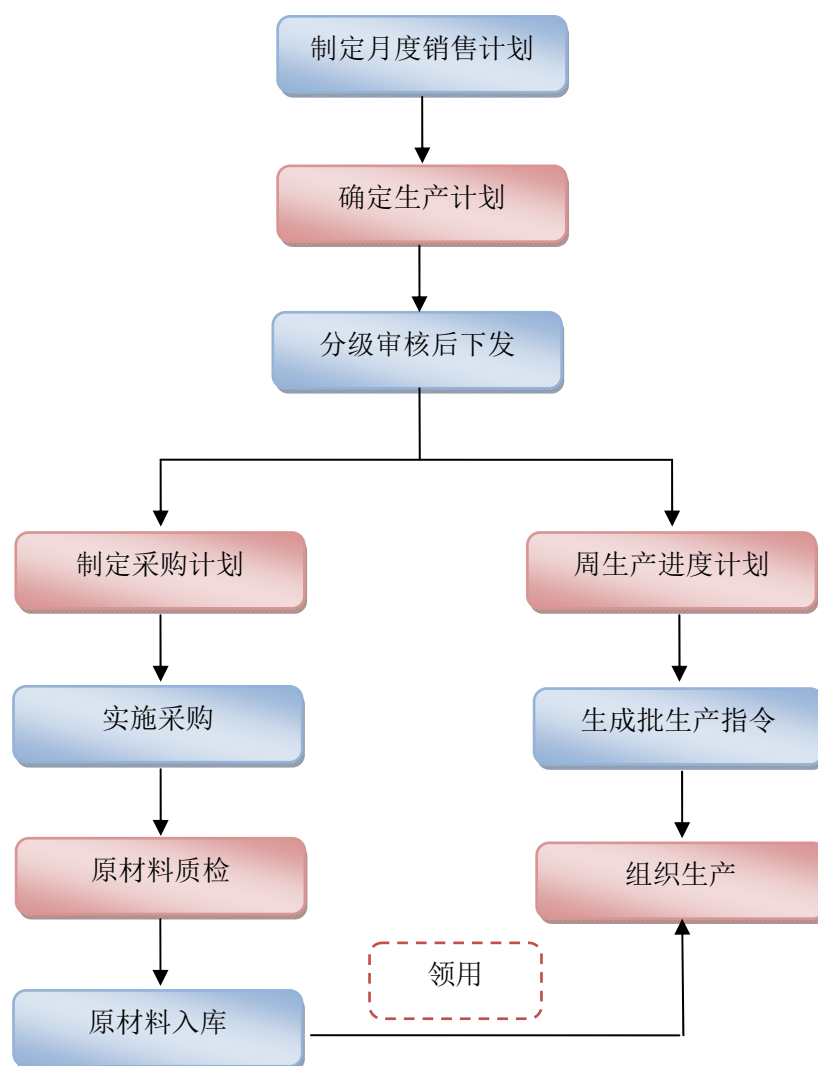 制定月度销售计划
确定生产计划
分级审核后下发
制定采购计划
周生产进度计划
实施采购
生成批生产指令
原材料质检
组织生产
领用
原材料入库